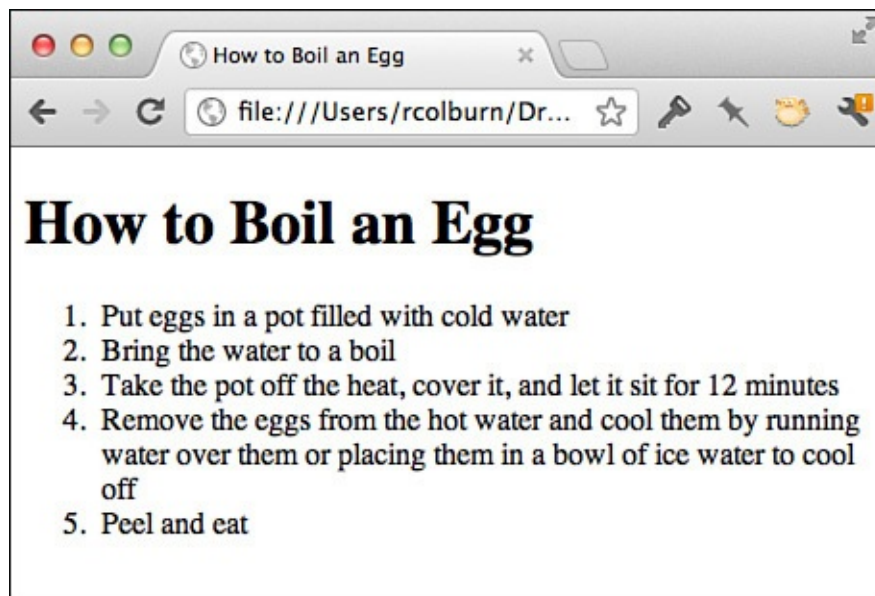 How to Boil an Egg
file:///Users/rcolburn/Dr...
How to Boil an Egg
1. Put eggs in a pot filled with cold water
2. Bring the water to a boil
3. Take the pot off the heat, cover it, and let it sit for 12 minutes
4. Remove the eggs from the hot water and cool them by running
water over them or placing them in a bowl of ice water to cool
off
5. Peel and eat